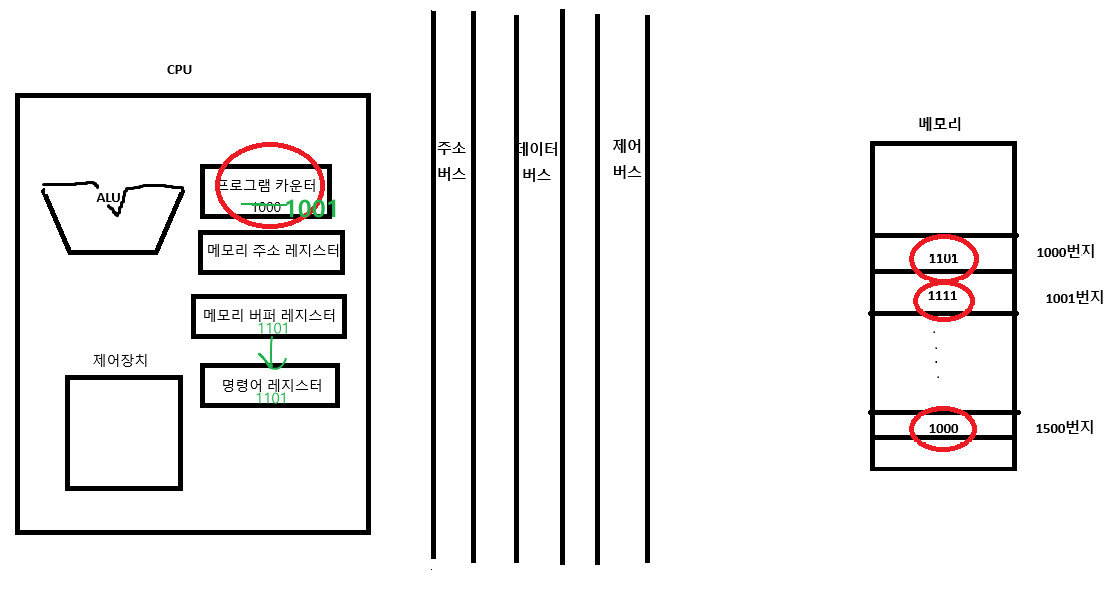 CPU
ALU
프로그램 카운터
1000 1001
메모리 주소 레지스터
메모리 버퍼 레지스터
1101
명령어 레지스터
1101
제어장치
주소
버스
데이터
버스
제어
버스
메모리
1101
1000번지
1111
1001번지
1000
1500번지